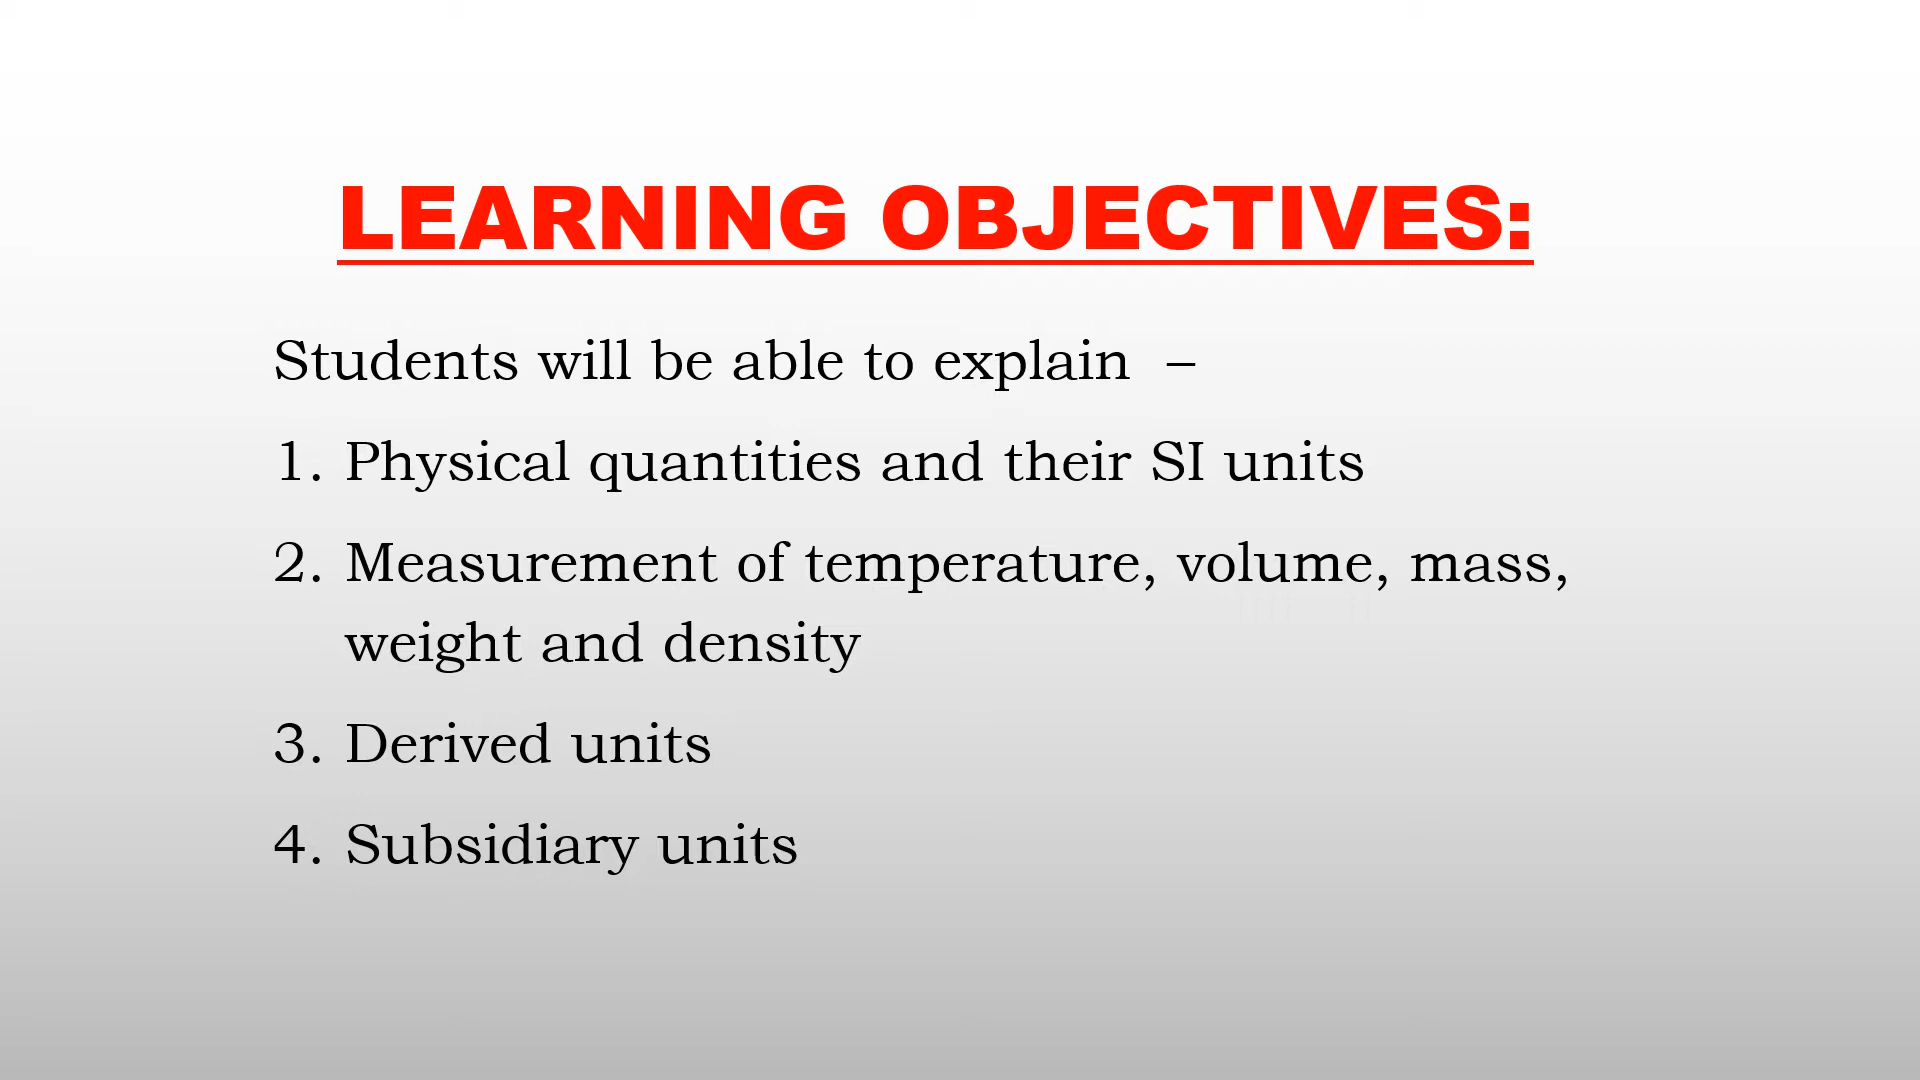 LEARNING OBJECTIVES:
Students will be able to explain –
1. Physical quantities and their SI units
2. Measurement of temperature, volume, mass,
weight and density
3. Derived units
4. Subsidiary units